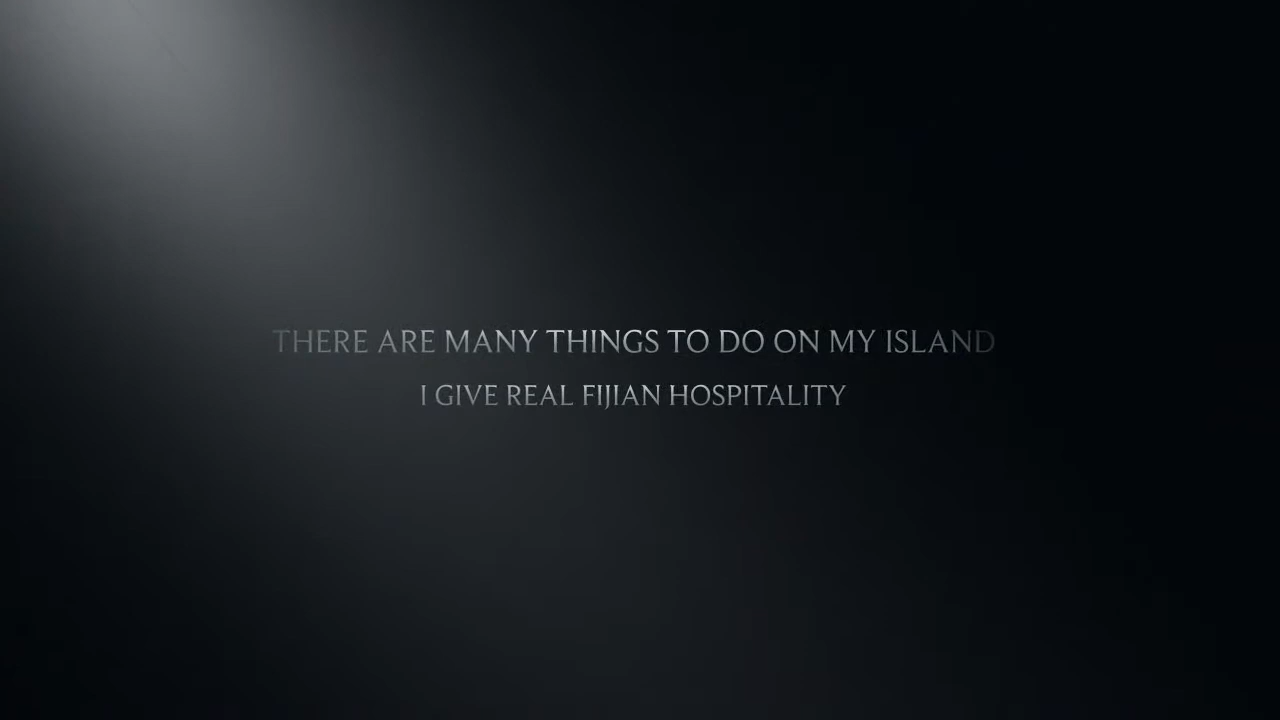 THERE ARE MANY THINGS TO DO ON MY ISLAND
I GIVE REAL FIJIAN HOSPITALITY